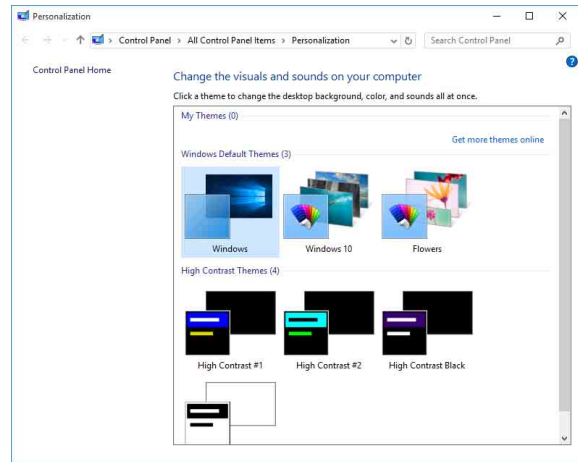 Personalization
Control Panel > All Control Panel Items > Personalization
Search Control Panel
Control Panel Home
Change the visuals and sounds on your computer
Click a theme to change the desktop background, color, and sounds all at once.
My Themes (0)
Get more themes online
Windows Default Themes (3)
Windows
Windows 10
Flowers
High Contrast Themes (4)
High Contrast #1
High Contrast #2
High Contrast Black